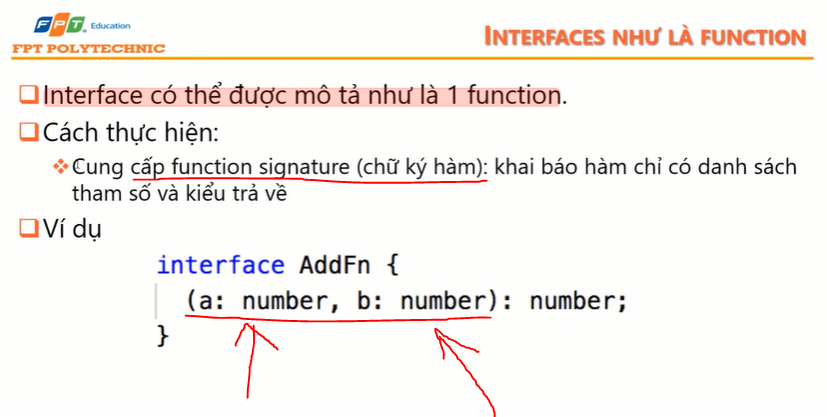 FPT Education
FPT POLYTECHNIC
INTERFACES NHƯ LÀ FUNCTION
Interface có thể được mô tả như là 1 function.
Cách thực hiện:
Cung cấp function signature (chữ ký hàm): khai báo hàm chỉ có danh sách
tham số và kiểu trả về
Ví dụ
interface AddFn {
(a: number, b: number): number;
}